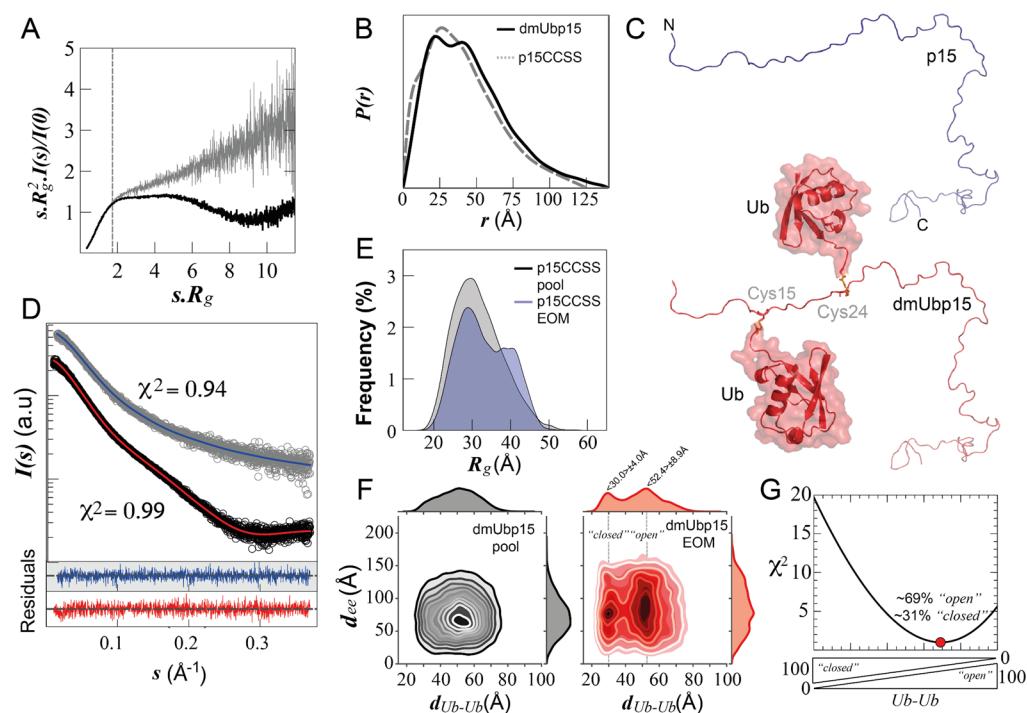 A
s.Rg².I(s)/I(0)
5
4
3
2
1
0 2 4 6 8 10
s.Rg
B
P(r)
dmUbp15
p15CCSS
0 25 50 75 100 125
r (Å)
C
N
p15
C
Ub
Cys15
Cys24
dmUbp15
Ub
D
I(s) (a.u)
χ² = 0.94
χ² = 0.99
Residuals
0.1 0.2 0.3
s (Å⁻¹)
E
Frequency (%)
3
2
1
0
p15CCSS
pool
p15CCSS
EOM
20 30 40 50 60
Rg (Å)
F
dee (Å)
200
150
100
50
0
dmUbp15
pool
20 40 60 80 100
dUb-Ub(Å)
<30.0>±4.0Å
<52.4>±8.9Å
"closed" "open"
dmUbp15
EOM
20 40 60 80 100
dUb-Ub(Å)
G
χ²
20
15
10
5
~69% "open"
~31% "closed"
100
0
"closed"
"open"
0
100
Ub-Ub